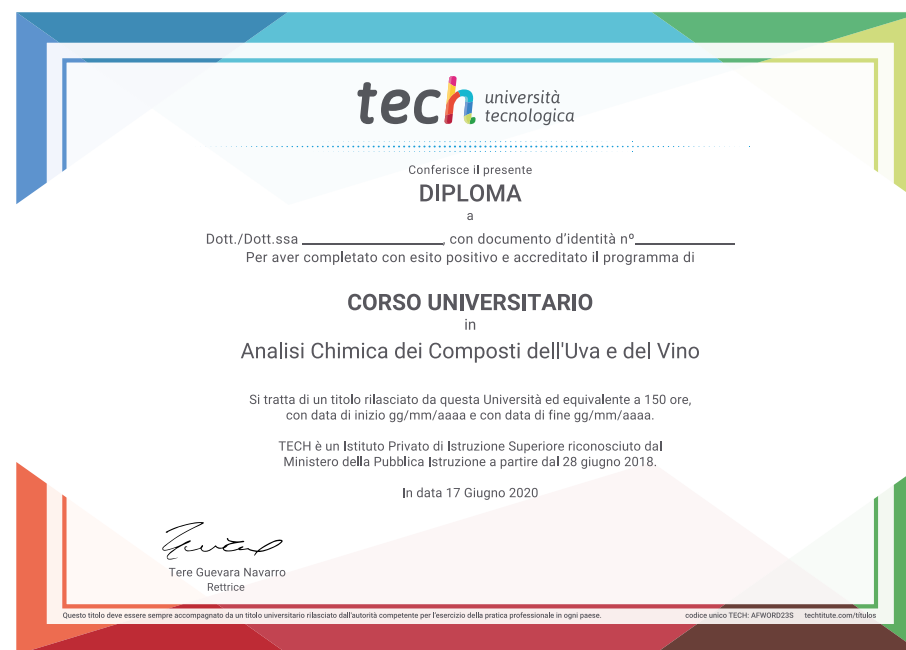 tech università
tecnologica
Conferisce il presente
DIPLOMA
a
Dott./Dott.ssa ____________________, con documento d'identità nº______________
Per aver completato con esito positivo e accreditato il programma di
CORSO UNIVERSITARIO
in
Analisi Chimica dei Composti dell'Uva e del Vino
Si tratta di un titolo rilasciato da questa Università ed equivalente a 150 ore,
con data di inizio gg/mm/aaaa e con data di fine gg/mm/aaaa.
TECH è un Istituto Privato di Istruzione Superiore riconosciuto dal
Ministero della Pubblica Istruzione a partire dal 28 giugno 2018.
In data 17 Giugno 2020
Tere Guevara Navarro
Rettrice
Questo titolo deve essere sempre accompagnato da un titolo universitario rilasciato dall'autorità competente per l'esercizio della pratica professionale in ogni paese. codice unico TECH: AFWORD23S techtitute.com/titulos